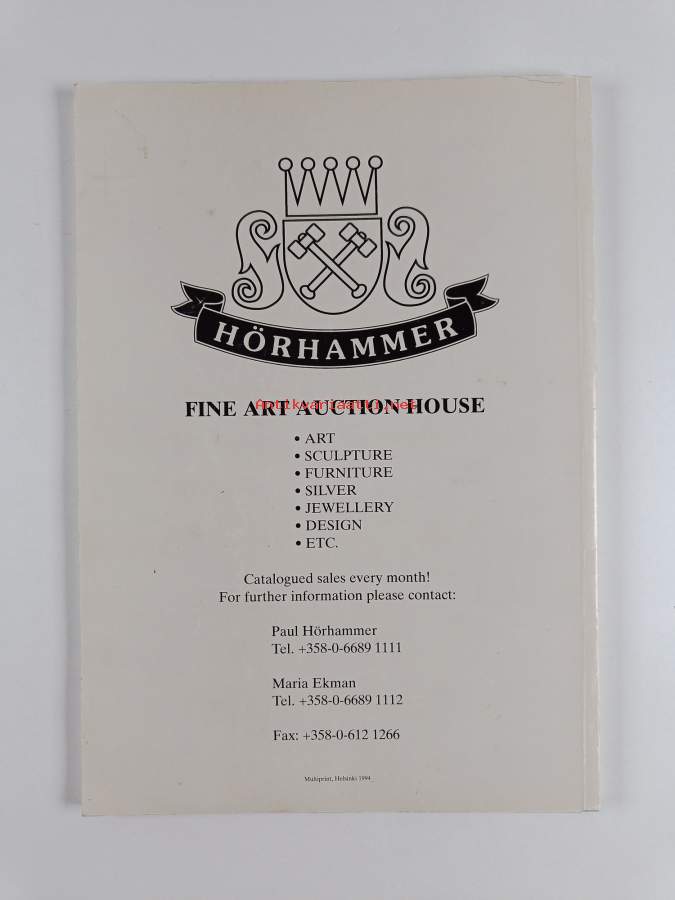 HÖRHAMMER
FINE ART AUCTION HOUSE
Antikvariaatti.net
• ART
• SCULPTURE
• FURNITURE
• SILVER
• JEWELLERY
• DESIGN
• ETC.
Catalogued sales every month!
For further information please contact:
Paul Hörhammer
Tel. +358-0-6689 1111
Maria Ekman
Tel. +358-0-6689 1112
Fax: +358-0-612 1266
Multiprint, Helsinki 1994